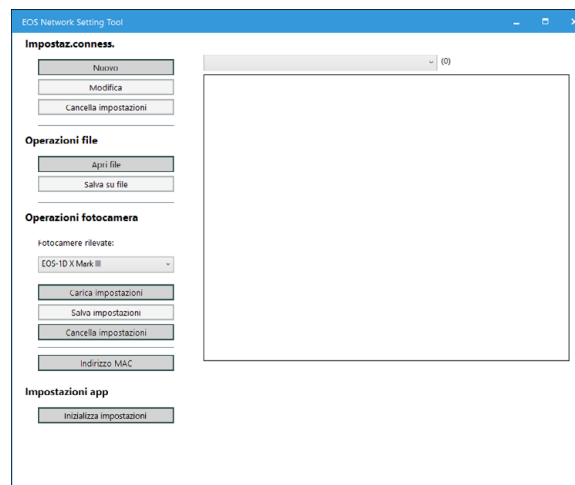 EOS Network Setting Tool
Impostaz.conness.
Nuovo
Modifica
Cancella impostazioni
(0)
Operazioni file
Apri file
Salva su file
Operazioni fotocamera
Fotocamere rilevate:
EOS-1D X Mark III
Carica impostazioni
Salva impostazioni
Cancella impostazioni
Indirizzo MAC
Impostazioni app
Inizializza impostazioni